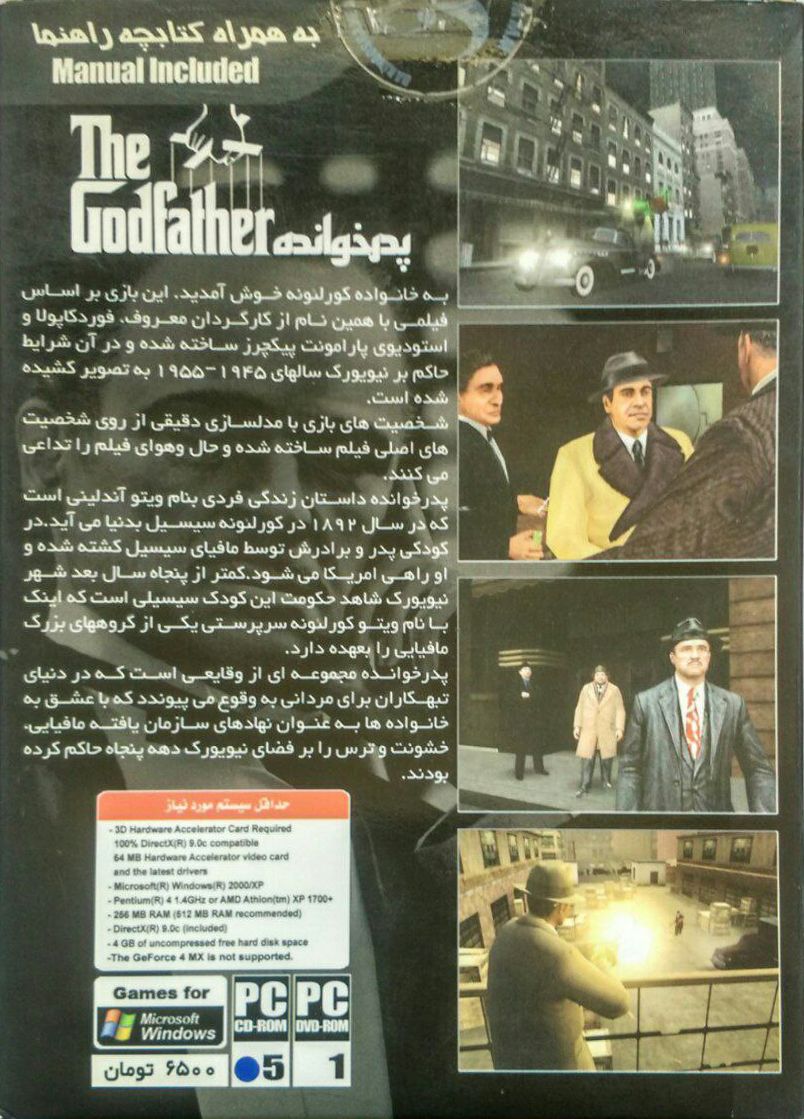 به همراه کتابچه راهنما
Manual Included
The
Godfather پدرخوانده
به خانواده کورلئونه خوش آمدید. این بازی بر اساس
فیلمی با همین نام از کارگردان معروف، فوردکاپولا و
استودیوی پارامونت پیکچرز ساخته شده و در آن شرایط
حاکم بر نیویورک سالهای ۱۹۴۵-۱۹۵۵ به تصویر کشیده
شده است.
شخصیت های بازی با مدلسازی دقیقی از روی شخصیت
های اصلی فیلم ساخته شده و حال وهوای فیلم را تداعی
می کنند.
پدرخوانده داستان زندگی فردی بنام ویتو آندلینی است
که در سال ۱۸۹۲ در کورلئونه سیسیل بدنیا می آید.در
کودکی پدر و برادرش توسط مافیای سیسیل کشته شده و
او راهی امریکا می شود.کمتر از پنجاه سال بعد شهر
نیویورک شاهد حکومت این کودک سیسیلی است که اینک
با نام ویتو کورلئونه سرپرستی یکی از گروههای بزرگ
مافیایی را بعهده دارد.
پدرخوانده مجموعه ای از وقایعی است که در دنیای
تبهکاران برای مردانی به وقوع می پیوندد که با عشق به
خانواده ها به عنوان نهادهای سازمان یافته مافیایی،
خشونت و ترس را بر فضای نیویورک دهه پنجاه حاکم کرده
بودند.
حداقل سیستم مورد نیاز
- 3D Hardware Accelerator Card Required
100% DirectX(R) 9.0c compatible
64 MB Hardware Accelerator video card
and the latest drivers
- Microsoft(R) Windows(R) 2000/XP
- Pentium(R) 4 1.4GHz or AMD Athlon(tm) XP 1700+
- 256 MB RAM (512 MB RAM recommended)
- DirectX(R) 9.0c (included)
- 4 GB of uncompressed free hard disk space
-The GeForce 4 MX is not supported.
Games for
Microsoft
Windows
PC
CD-ROM
5
PC
DVD-ROM
1
۶۵۰۰ تومان